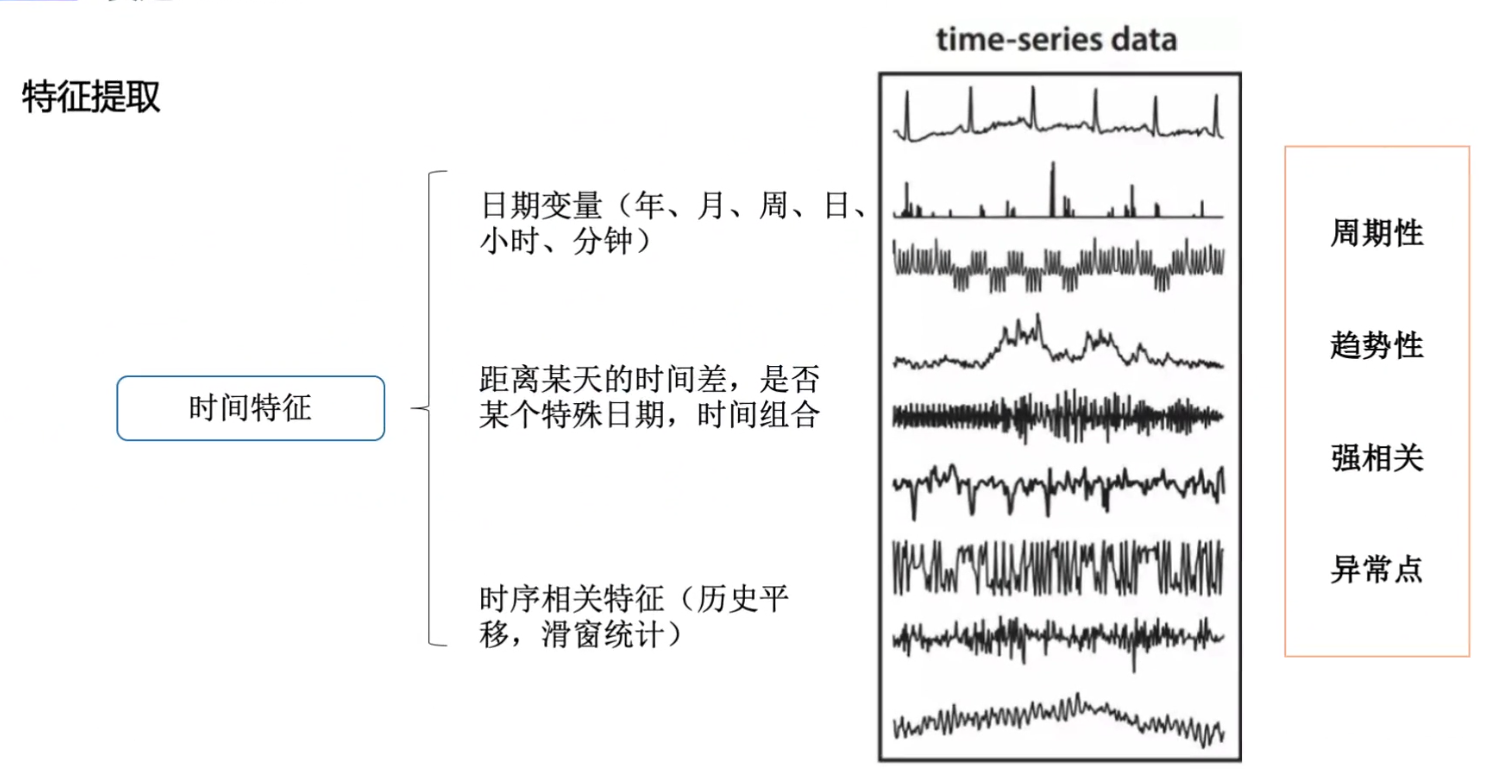 特征提取
时间特征
日期变量（年、月、周、日、
小时、分钟）
距离某天的时间差，是否
某个特殊日期，时间组合
时序相关特征（历史平
移，滑窗统计）
time-series data
周期性
趋势性
强相关
异常点